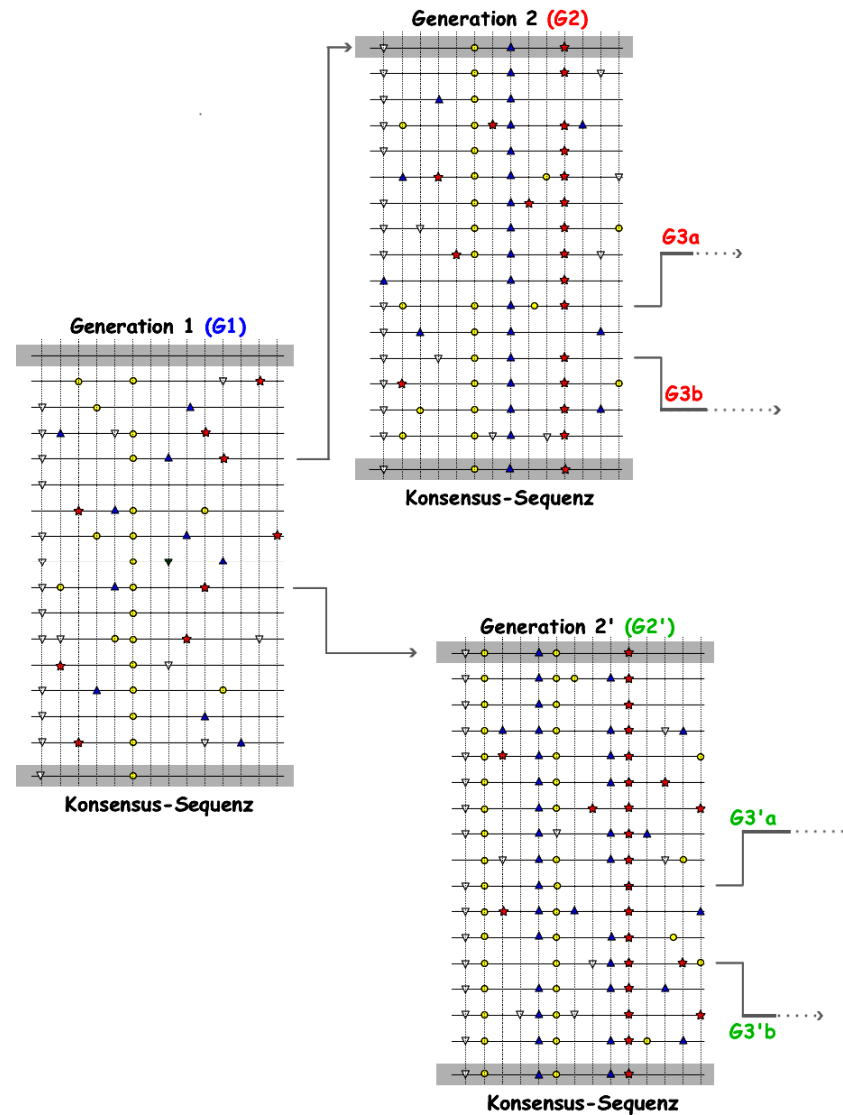 Generation 2 (G2)
G3a
G3b
Konsensus-Sequenz
Generation 1 (G1)
Konsensus-Sequenz
Generation 2' (G2')
G3'a
G3'b
Konsensus-Sequenz